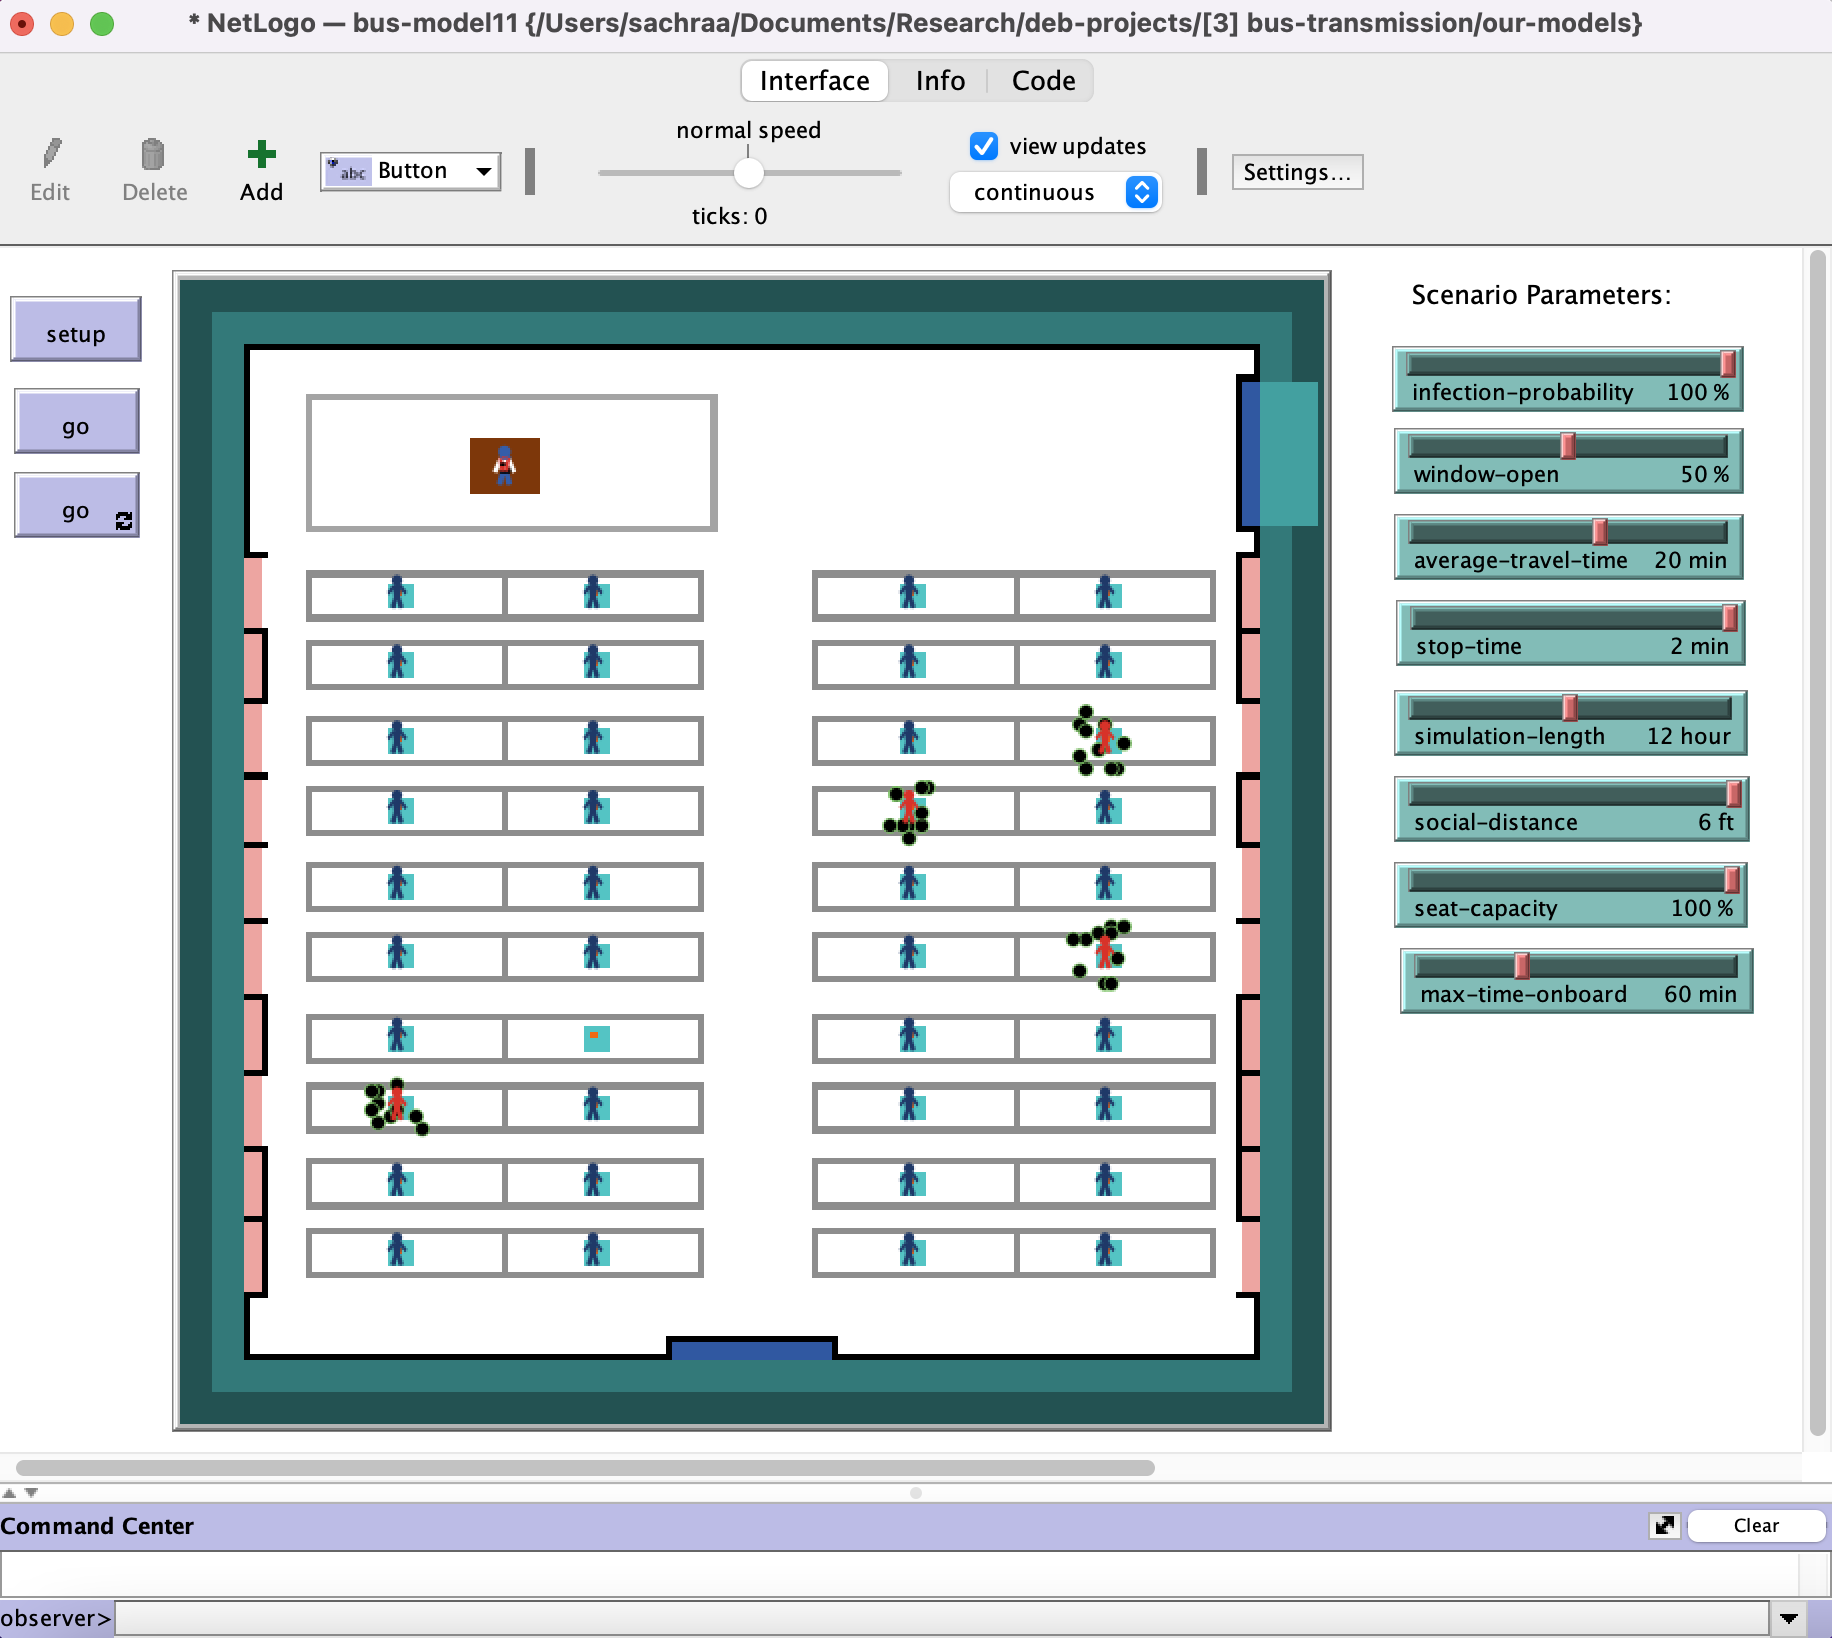 * NetLogo — bus-model11 {/Users/sachraa/Documents/Research/deb-projects/[3] bus-transmission/our-models}
Interface Info Code
Edit Delete Add
abc Button
normal speed
ticks: 0
view updates
continuous
Settings...
setup
go
go
Scenario Parameters:
infection-probability 100 %
window-open 50 %
average-travel-time 20 min
stop-time 2 min
simulation-length 12 hour
social-distance 6 ft
seat-capacity 100 %
max-time-onboard 60 min
Command Center
Clear
observer>